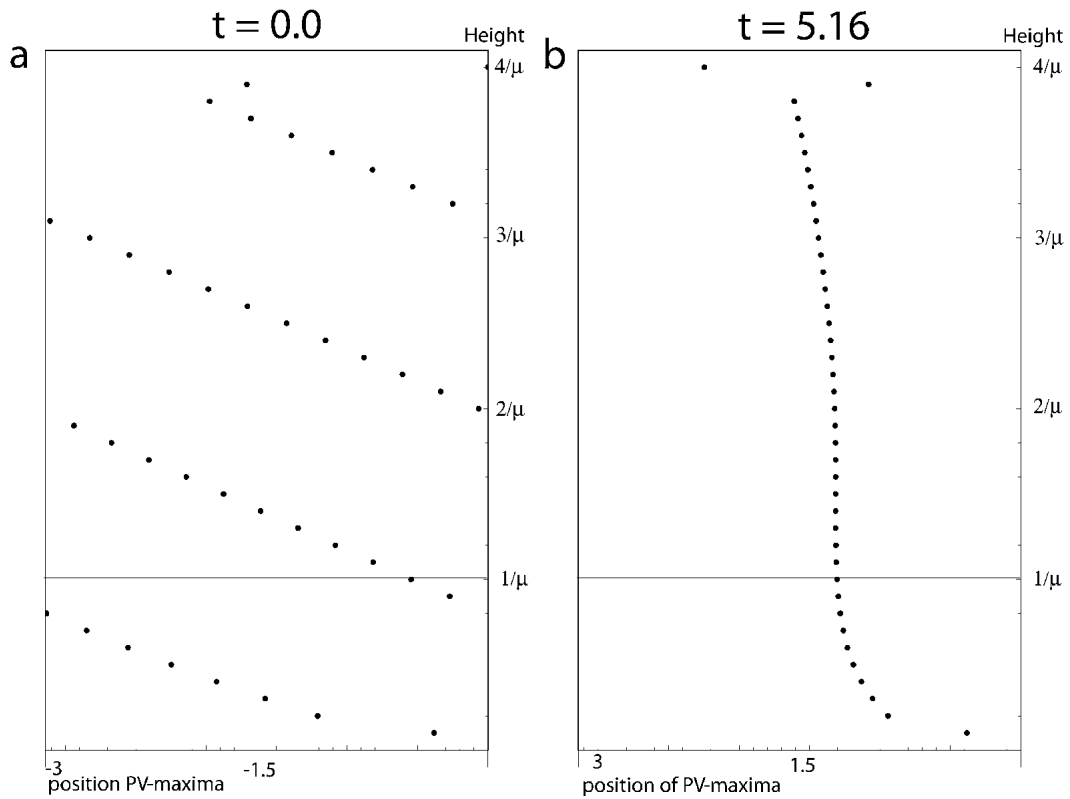 t = 0.0
Height
a
4/μ
3/μ
2/μ
1/μ
-3
-1.5
position PV-maxima
t = 5.16
Height
b
4/μ
3/μ
2/μ
1/μ
3
1.5
position of PV-maxima